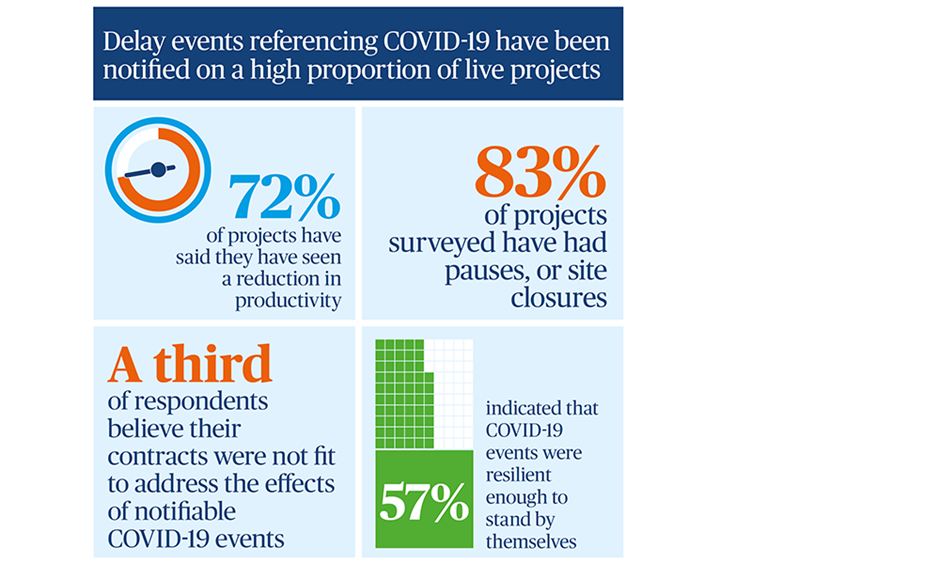 Delay events referencing COVID-19 have been
notified on a high proportion of live projects
72%
of projects have
said they have seen
a reduction in
productivity
83%
of projects
surveyed have had
pauses, or site
closures
A third
of respondents
believe their
contracts were not fit
to address the effects
of notifiable
COVID-19 events
57%
indicated that
COVID-19
events were
resilient
enough to
stand by
themselves